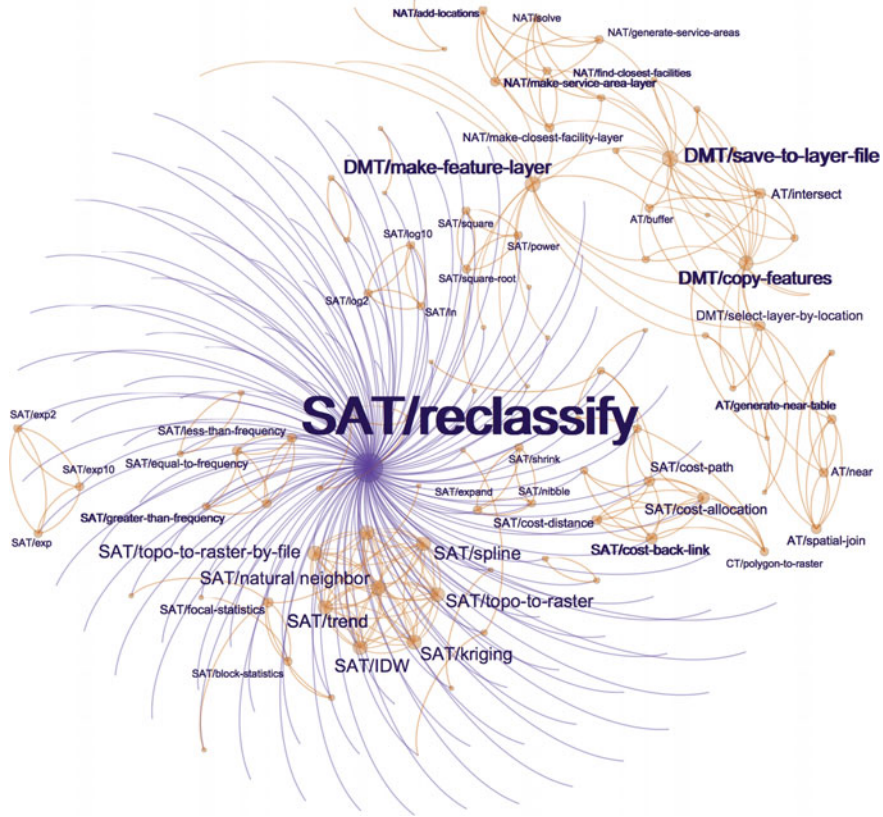 NAT/add-locations
NAT/solve
NAT/generate-service-areas
NAT/find-closest-facilities
NAT/make-service-area-layer
NAT/make-closest-facility-layer
DMT/save-to-layer-file
DMT/make-feature-layer
AT/intersect
AT/buffer
SAT/square
SAT/log10
SAT/power
SAT/square-root
DMT/copy-features
SAT/log2
SAT/ln
DMT/select-layer-by-location
SAT/reclassify
AT/generate-near-table
SAT/exp2
SAT/less-than-frequency
SAT/shrink
SAT/equal-to-frequency
SAT/exp10
SAT/cost-path
AT/near
SAT/expand
SAT/nibble
SAT/cost-allocation
SAT/greater-than-frequency
SAT/cost-distance
SAT/exp
AT/spatial-join
SAT/topo-to-raster-by-file
SAT/spline
SAT/cost-back-link
CT/polygon-to-raster
SAT/natural neighbor
SAT/topo-to-raster
SAT/focal-statistics
SAT/trend
SAT/kriging
SAT/IDW
SAT/block-statistics